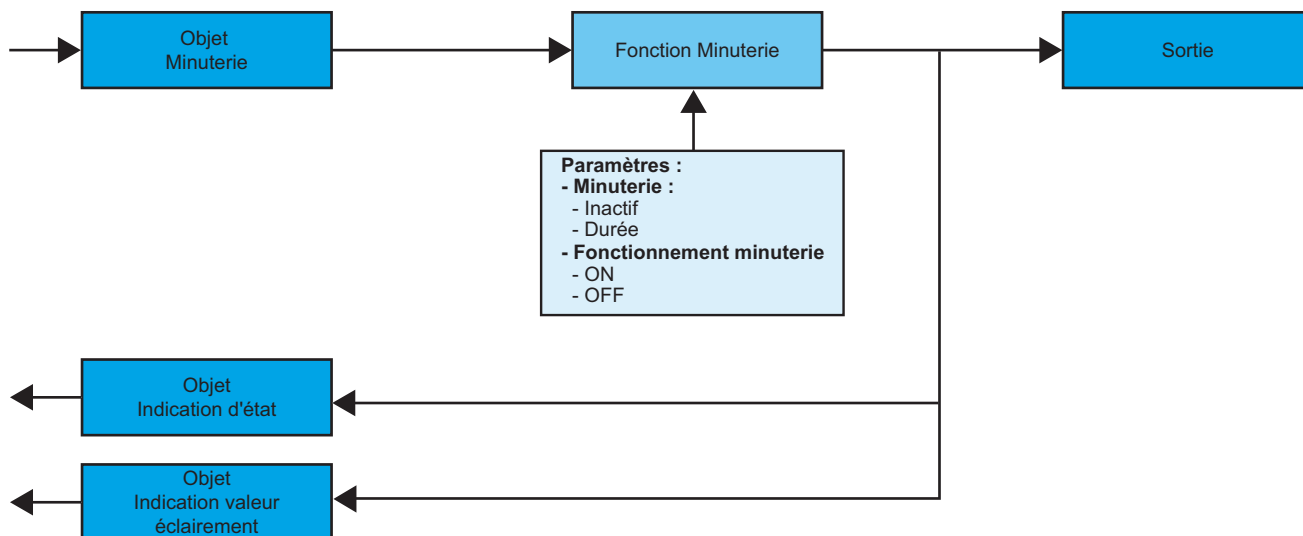 Objet
Minuterie
Fonction Minuterie
Sortie
Paramètres :
- Minuterie :
- Inactif
- Durée
- Fonctionnement minuterie
- ON
- OFF
Objet
Indication d'état
Objet
Indication valeur
éclairement